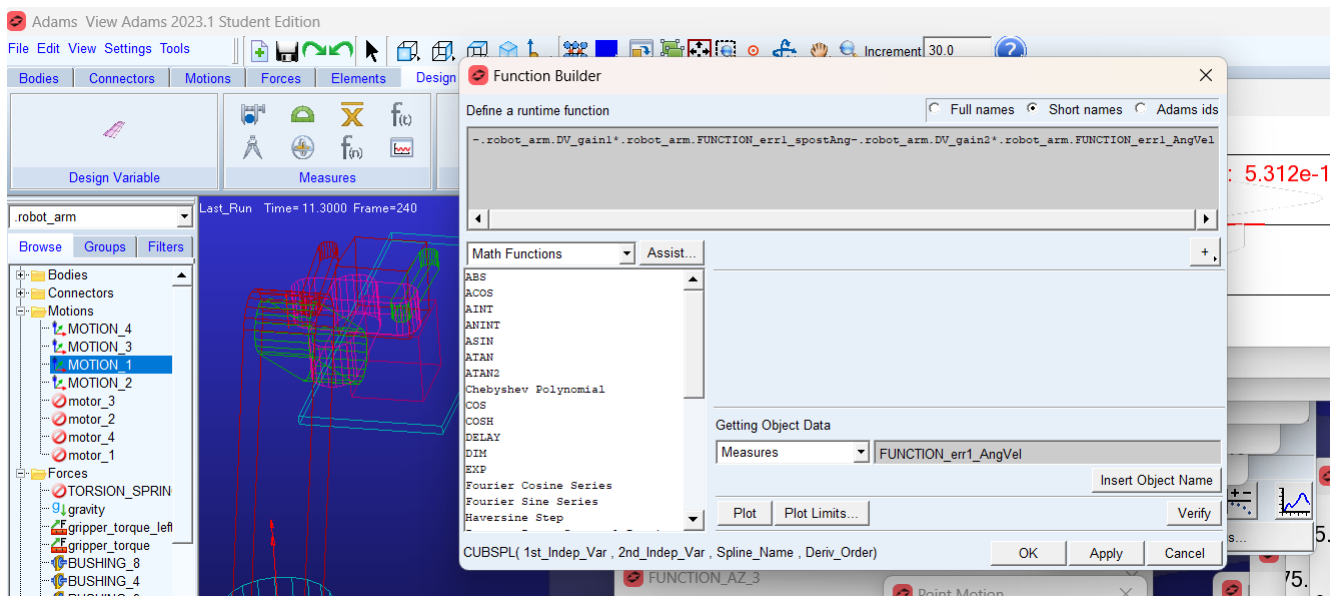 Adams View Adams 2023.1 Student Edition
File Edit View Settings Tools
Increment 30.0
Bodies Connectors Motions Forces Elements Design
Design Variable
Measures
.robot_arm
Browse Groups Filters
Bodies
Connectors
Motions
MOTION_4
MOTION_3
MOTION_1
MOTION_2
motor_3
motor_2
motor_4
motor_1
Forces
TORSION_SPRIN
gravity
gripper_torque_left
gripper_torque
BUSHING_8
BUSHING_4
Last_Run Time= 11.3000 Frame=240
Function Builder
Define a runtime function
Full names Short names Adams ids
-.robot_arm.DV_gain1*.robot_arm.FUNCTION_err1_spostAng-.robot_arm.DV_gain2*.robot_arm.FUNCTION_err1_AngVel
Math Functions Assist...
+
ABS
ACOS
AINT
ANINT
ASIN
ATAN
ATAN2
Chebyshev Polynomial
COS
COSH
DELAY
DIM
EXP
Fourier Cosine Series
Fourier Sine Series
Haversine Step
Getting Object Data
Measures FUNCTION_err1_AngVel
Insert Object Name
Plot Plot Limits... Verify
CUBSPL( 1st_Indep_Var , 2nd_Indep_Var , Spline_Name , Deriv_Order)
OK Apply Cancel
: 5.312e-1
s...
5.
75.
FUNCTION_AZ_3
Point Motion